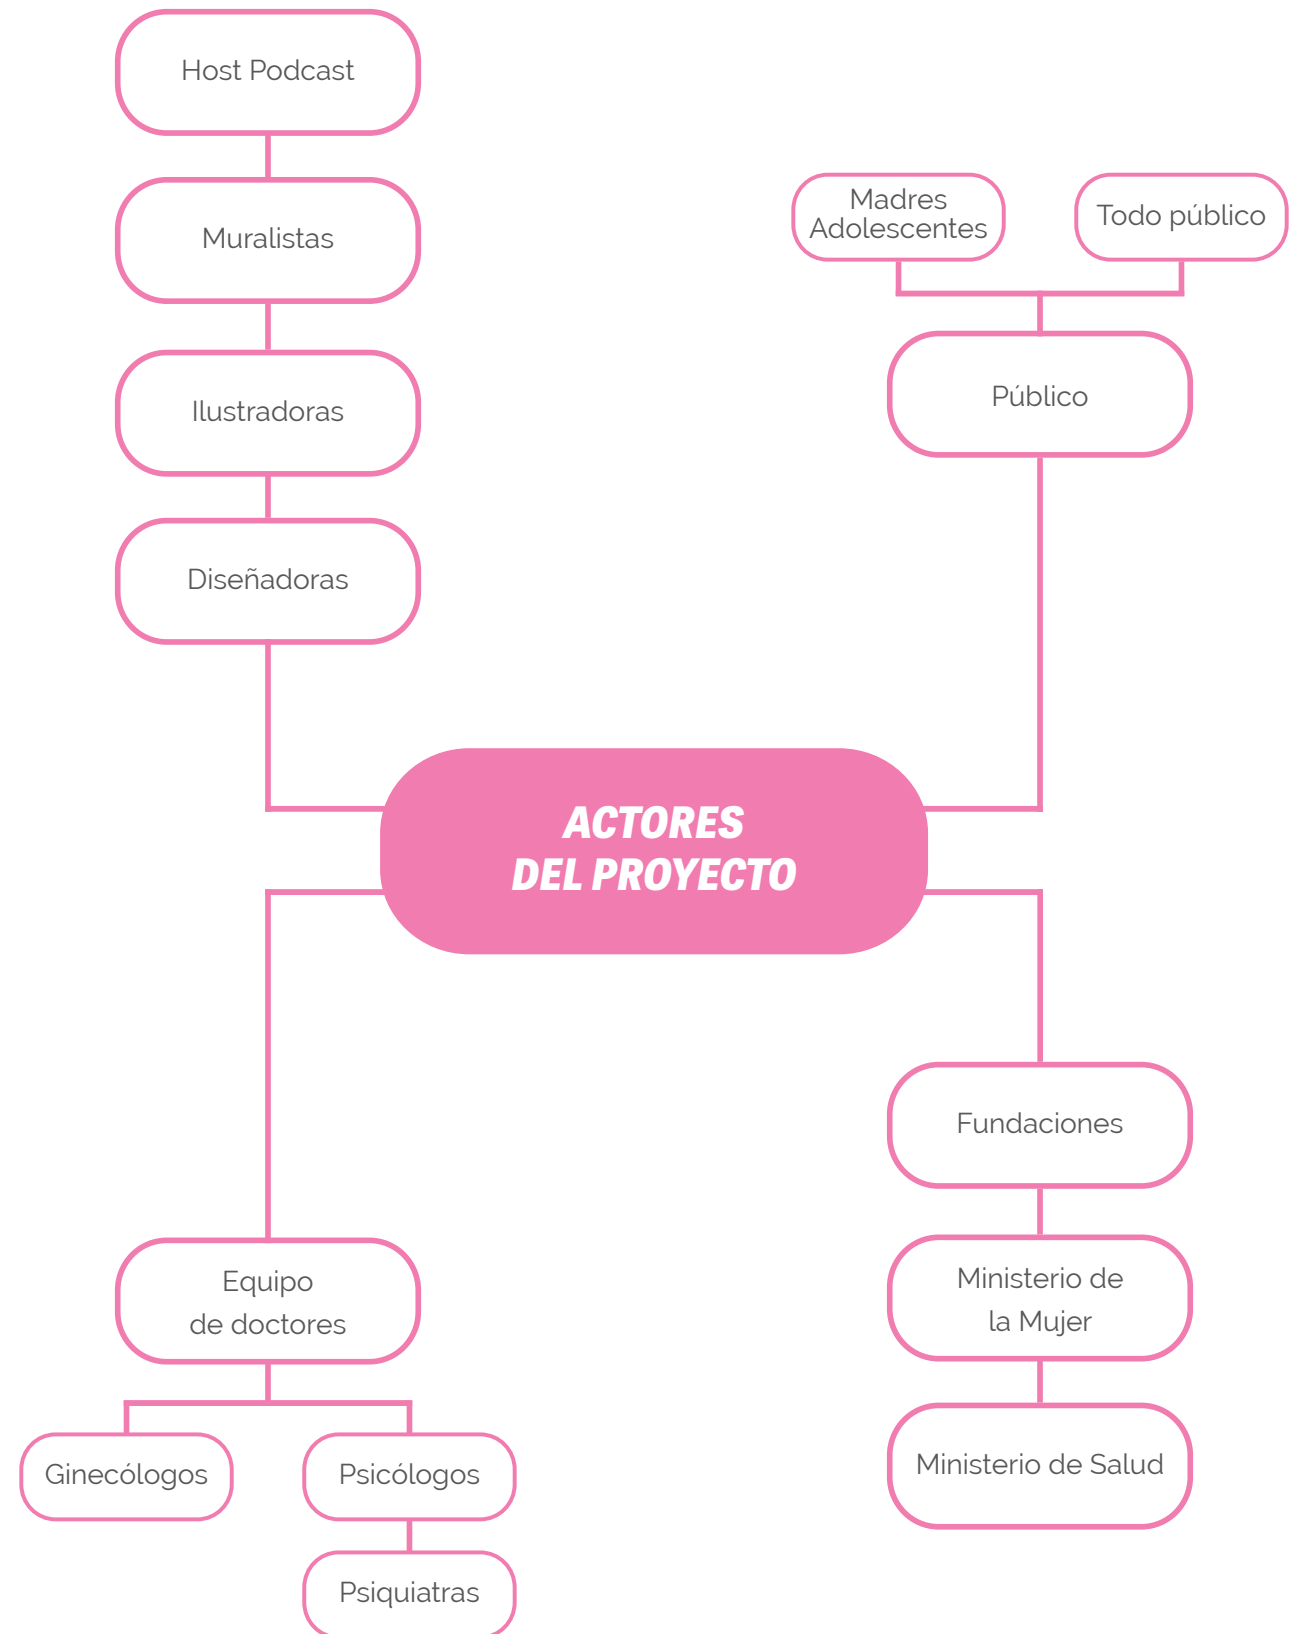 Host Podcast
Muralistas
Ilustradoras
Diseñadoras
Madres
Adolescentes
Todo público
Público
ACTORES
DEL PROYECTO
Equipo
de doctores
Ginecólogos
Psicólogos
Psiquiatras
Fundaciones
Ministerio de
la Mujer
Ministerio de Salud